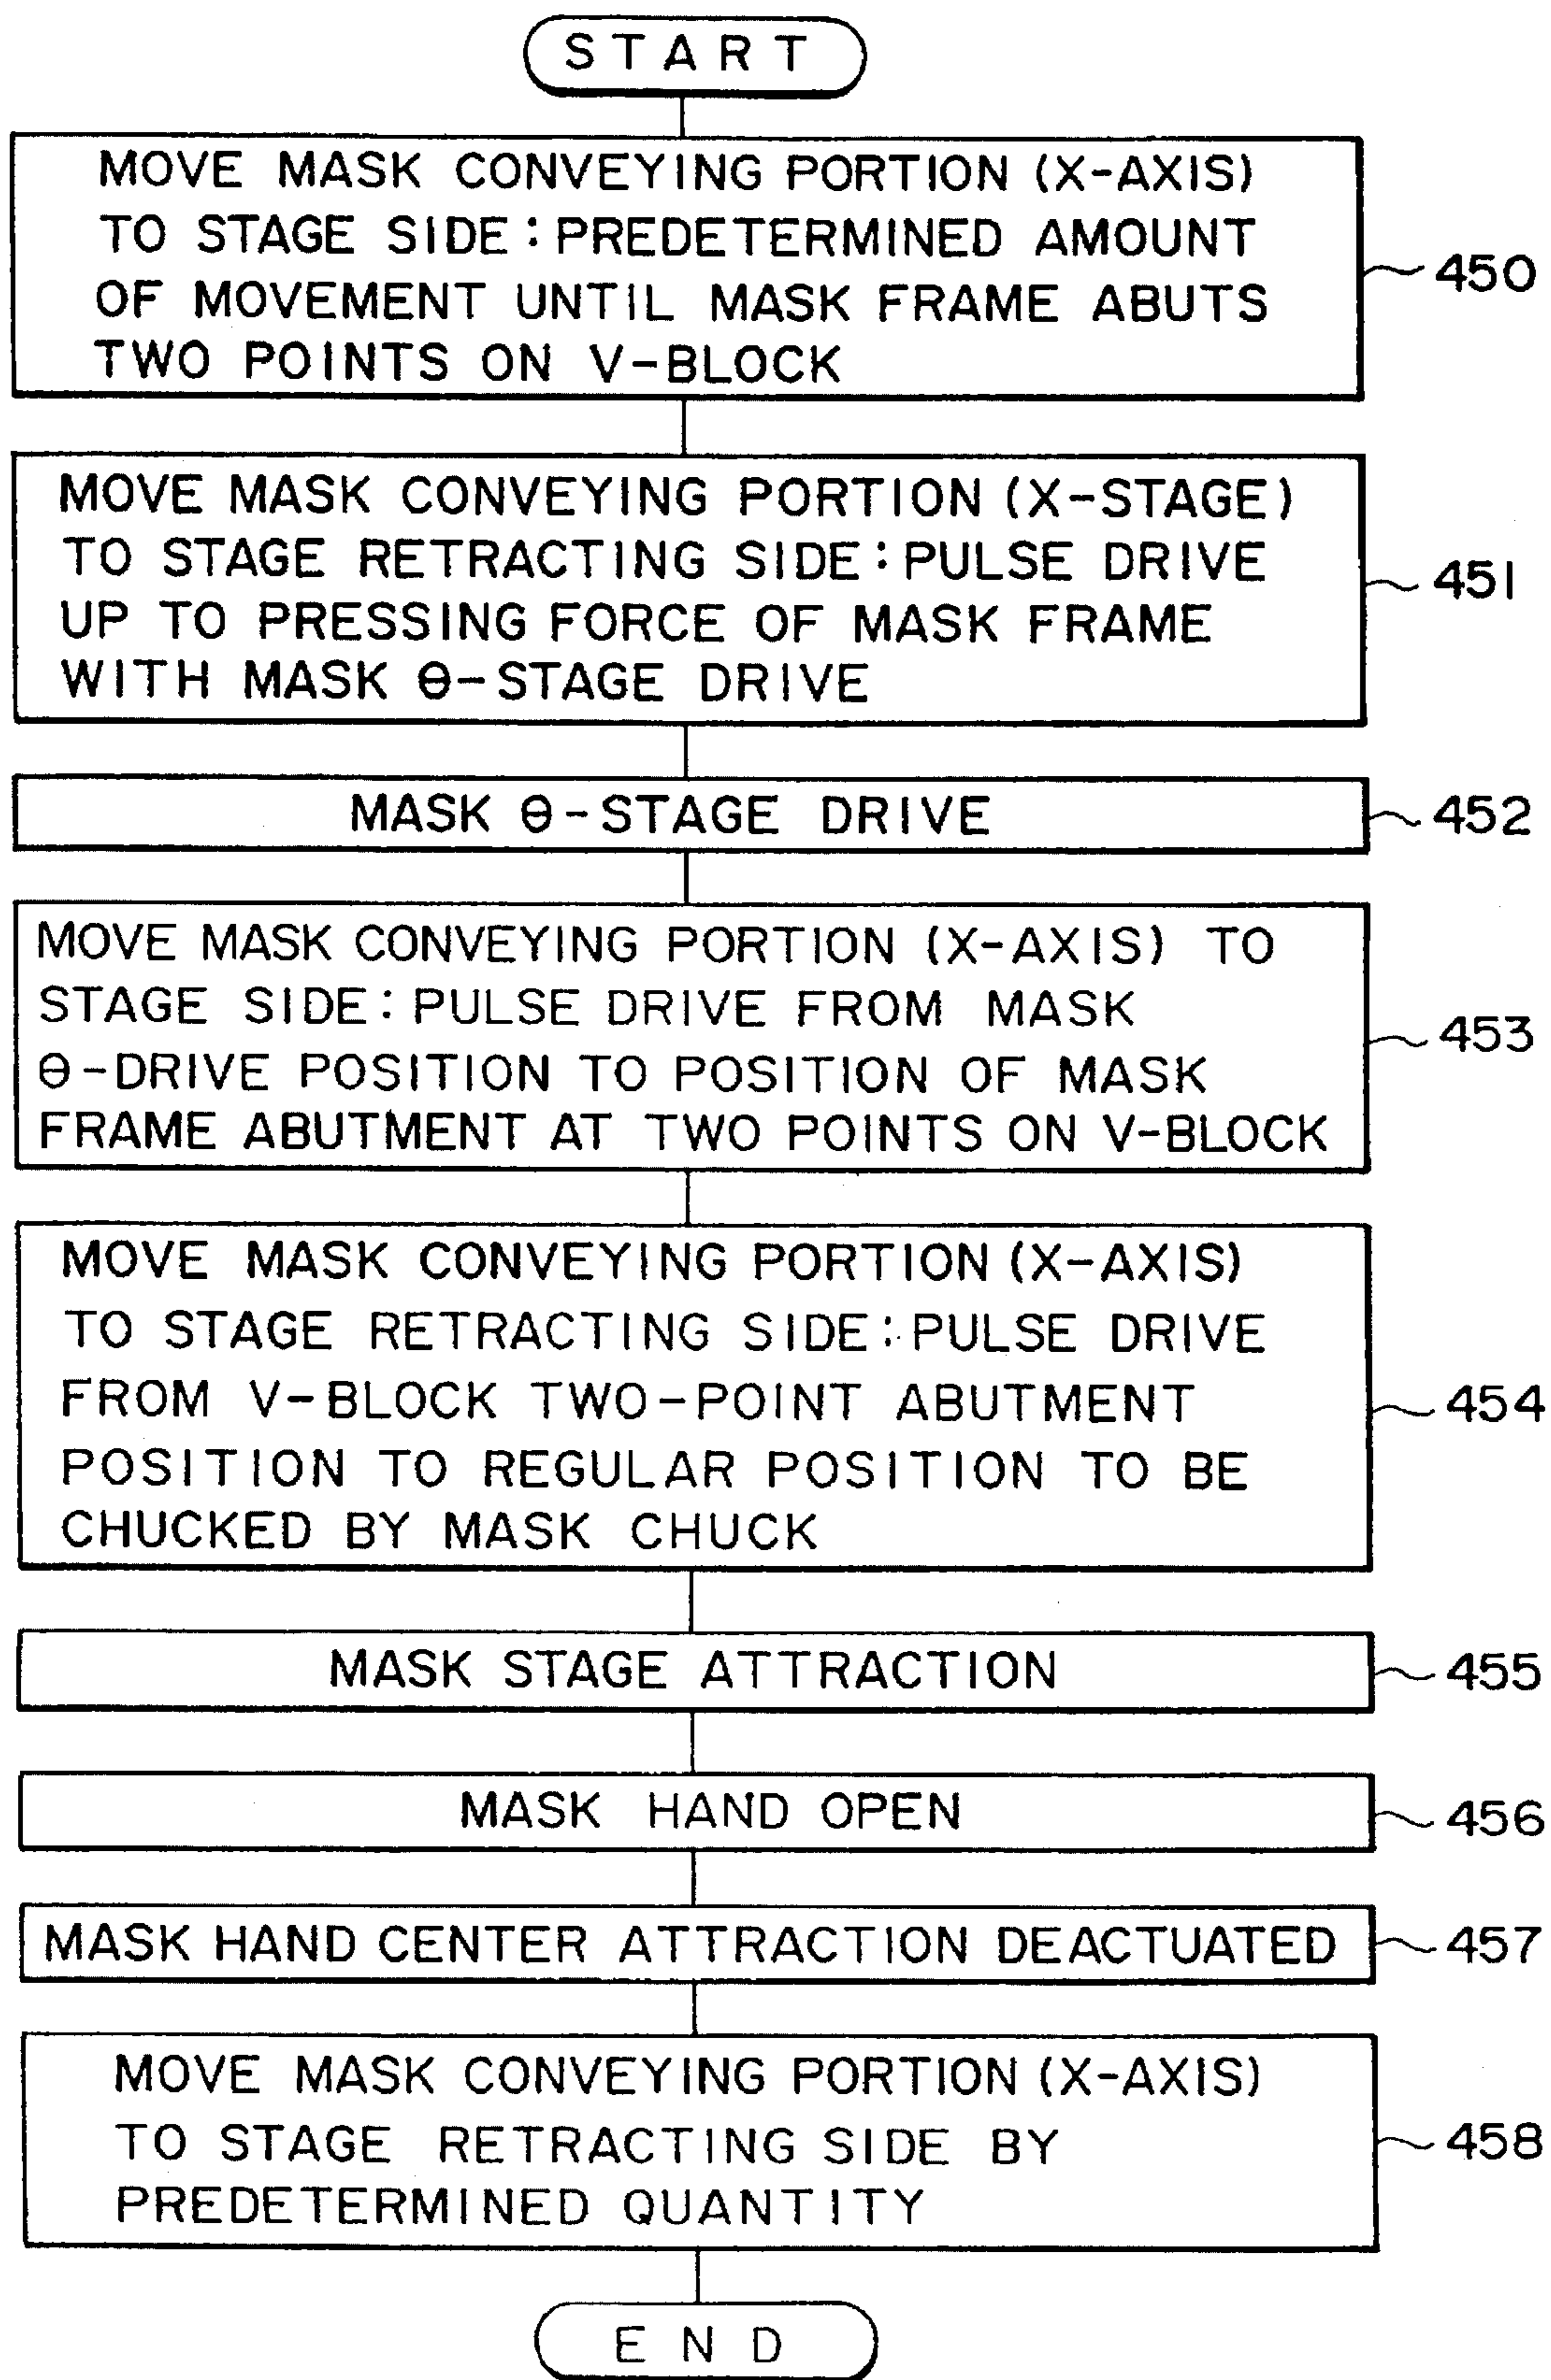 START
MOVE MASK CONVEYING PORTION (X-AXIS)
TO STAGE SIDE: PREDETERMINED AMOUNT
OF MOVEMENT UNTIL MASK FRAME ABUTS
TWO POINTS ON V-BLOCK
450
MOVE MASK CONVEYING PORTION (X-STAGE)
TO STAGE RETRACTING SIDE: PULSE DRIVE
UP TO PRESSING FORCE OF MASK FRAME
WITH MASK θ-STAGE DRIVE
451
MASK θ-STAGE DRIVE
452
MOVE MASK CONVEYING PORTION (X-AXIS) TO
STAGE SIDE: PULSE DRIVE FROM MASK
θ-DRIVE POSITION TO POSITION OF MASK
FRAME ABUTMENT AT TWO POINTS ON V-BLOCK
453
MOVE MASK CONVEYING PORTION (X-AXIS)
TO STAGE RETRACTING SIDE: PULSE DRIVE
FROM V-BLOCK TWO-POINT ABUTMENT
POSITION TO REGULAR POSITION TO BE
CHUCKED BY MASK CHUCK
454
MASK STAGE ATTRACTION
455
MASK HAND OPEN
456
MASK HAND CENTER ATTRACTION DEACTUATED
457
MOVE MASK CONVEYING PORTION (X-AXIS)
TO STAGE RETRACTING SIDE BY
PREDETERMINED QUANTITY
458
END